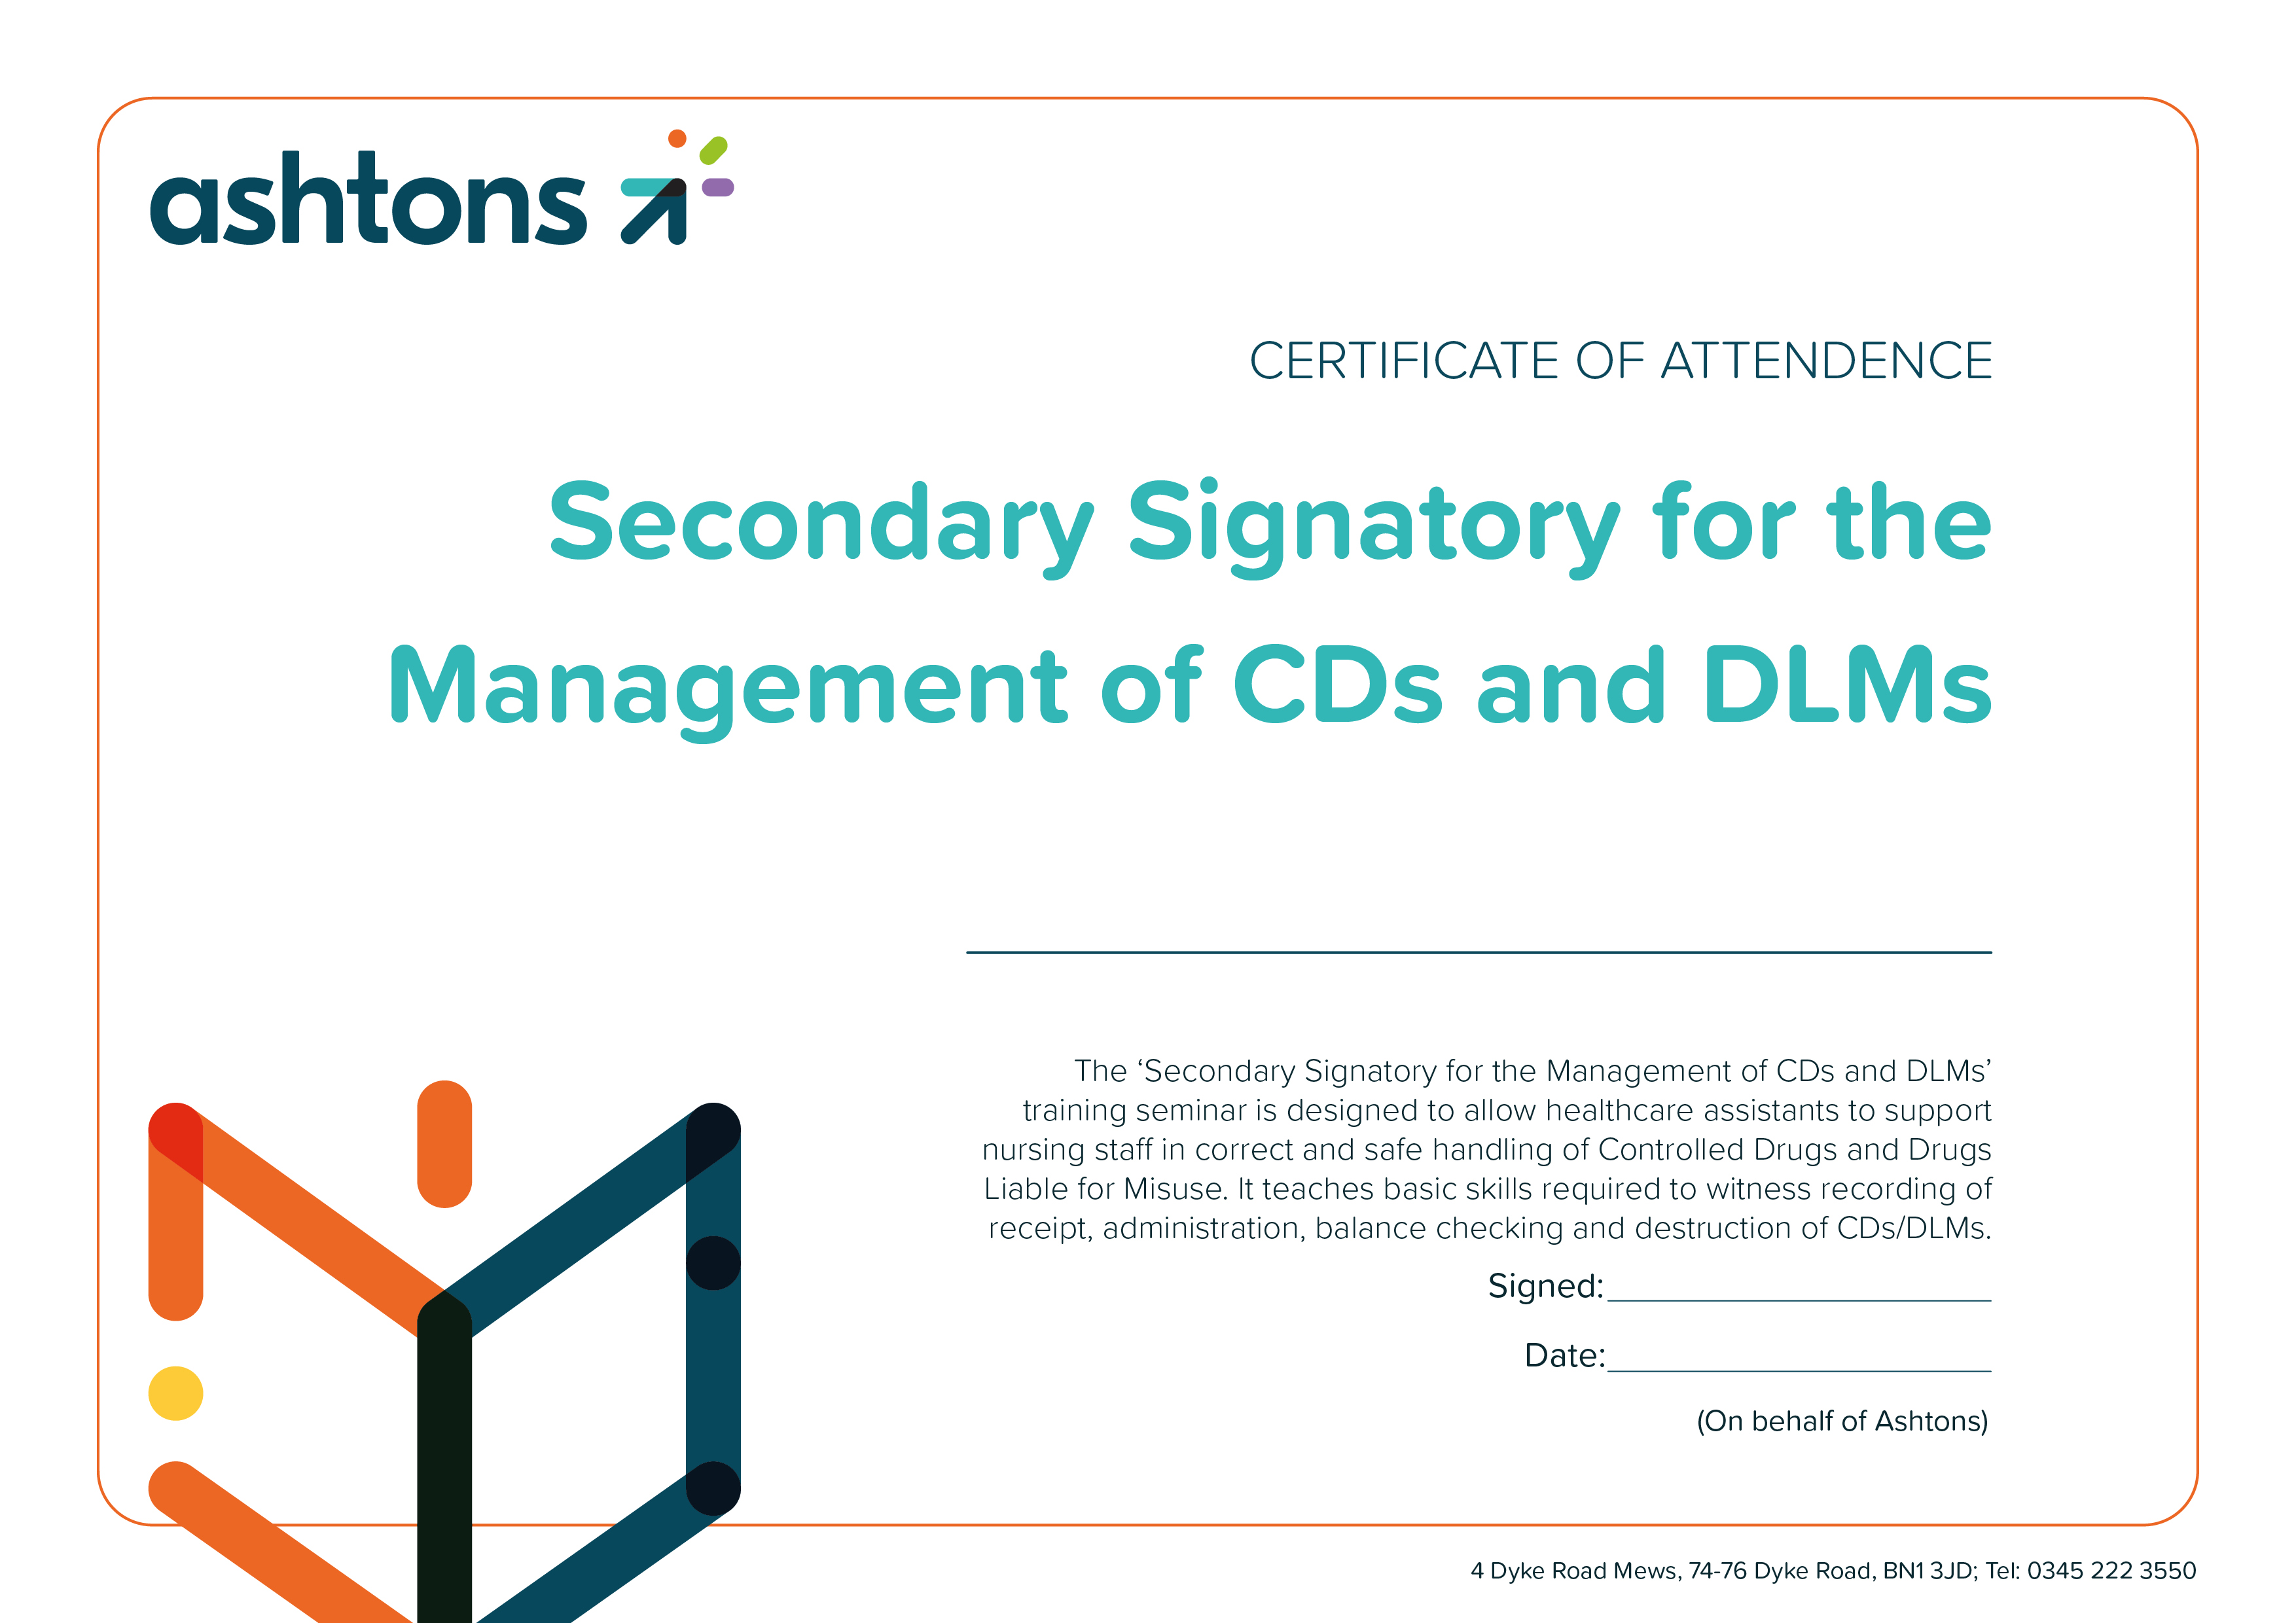 ashtons
CERTIFICATE OF ATTENDENCE
Secondary Signatory for the
Management of CDs and DLMs
The ‘Secondary Signatory for the Management of CDs and DLMs’
training seminar is designed to allow healthcare assistants to support
nursing staff in correct and safe handling of Controlled Drugs and Drugs
Liable for Misuse. It teaches basic skills required to witness recording of
receipt, administration, balance checking and destruction of CDs/DLMs.
Signed:
Date:
(On behalf of Ashtons)
4 Dyke Road Mews, 74-76 Dyke Road, BN1 3JD; Tel: 0345 222 3550